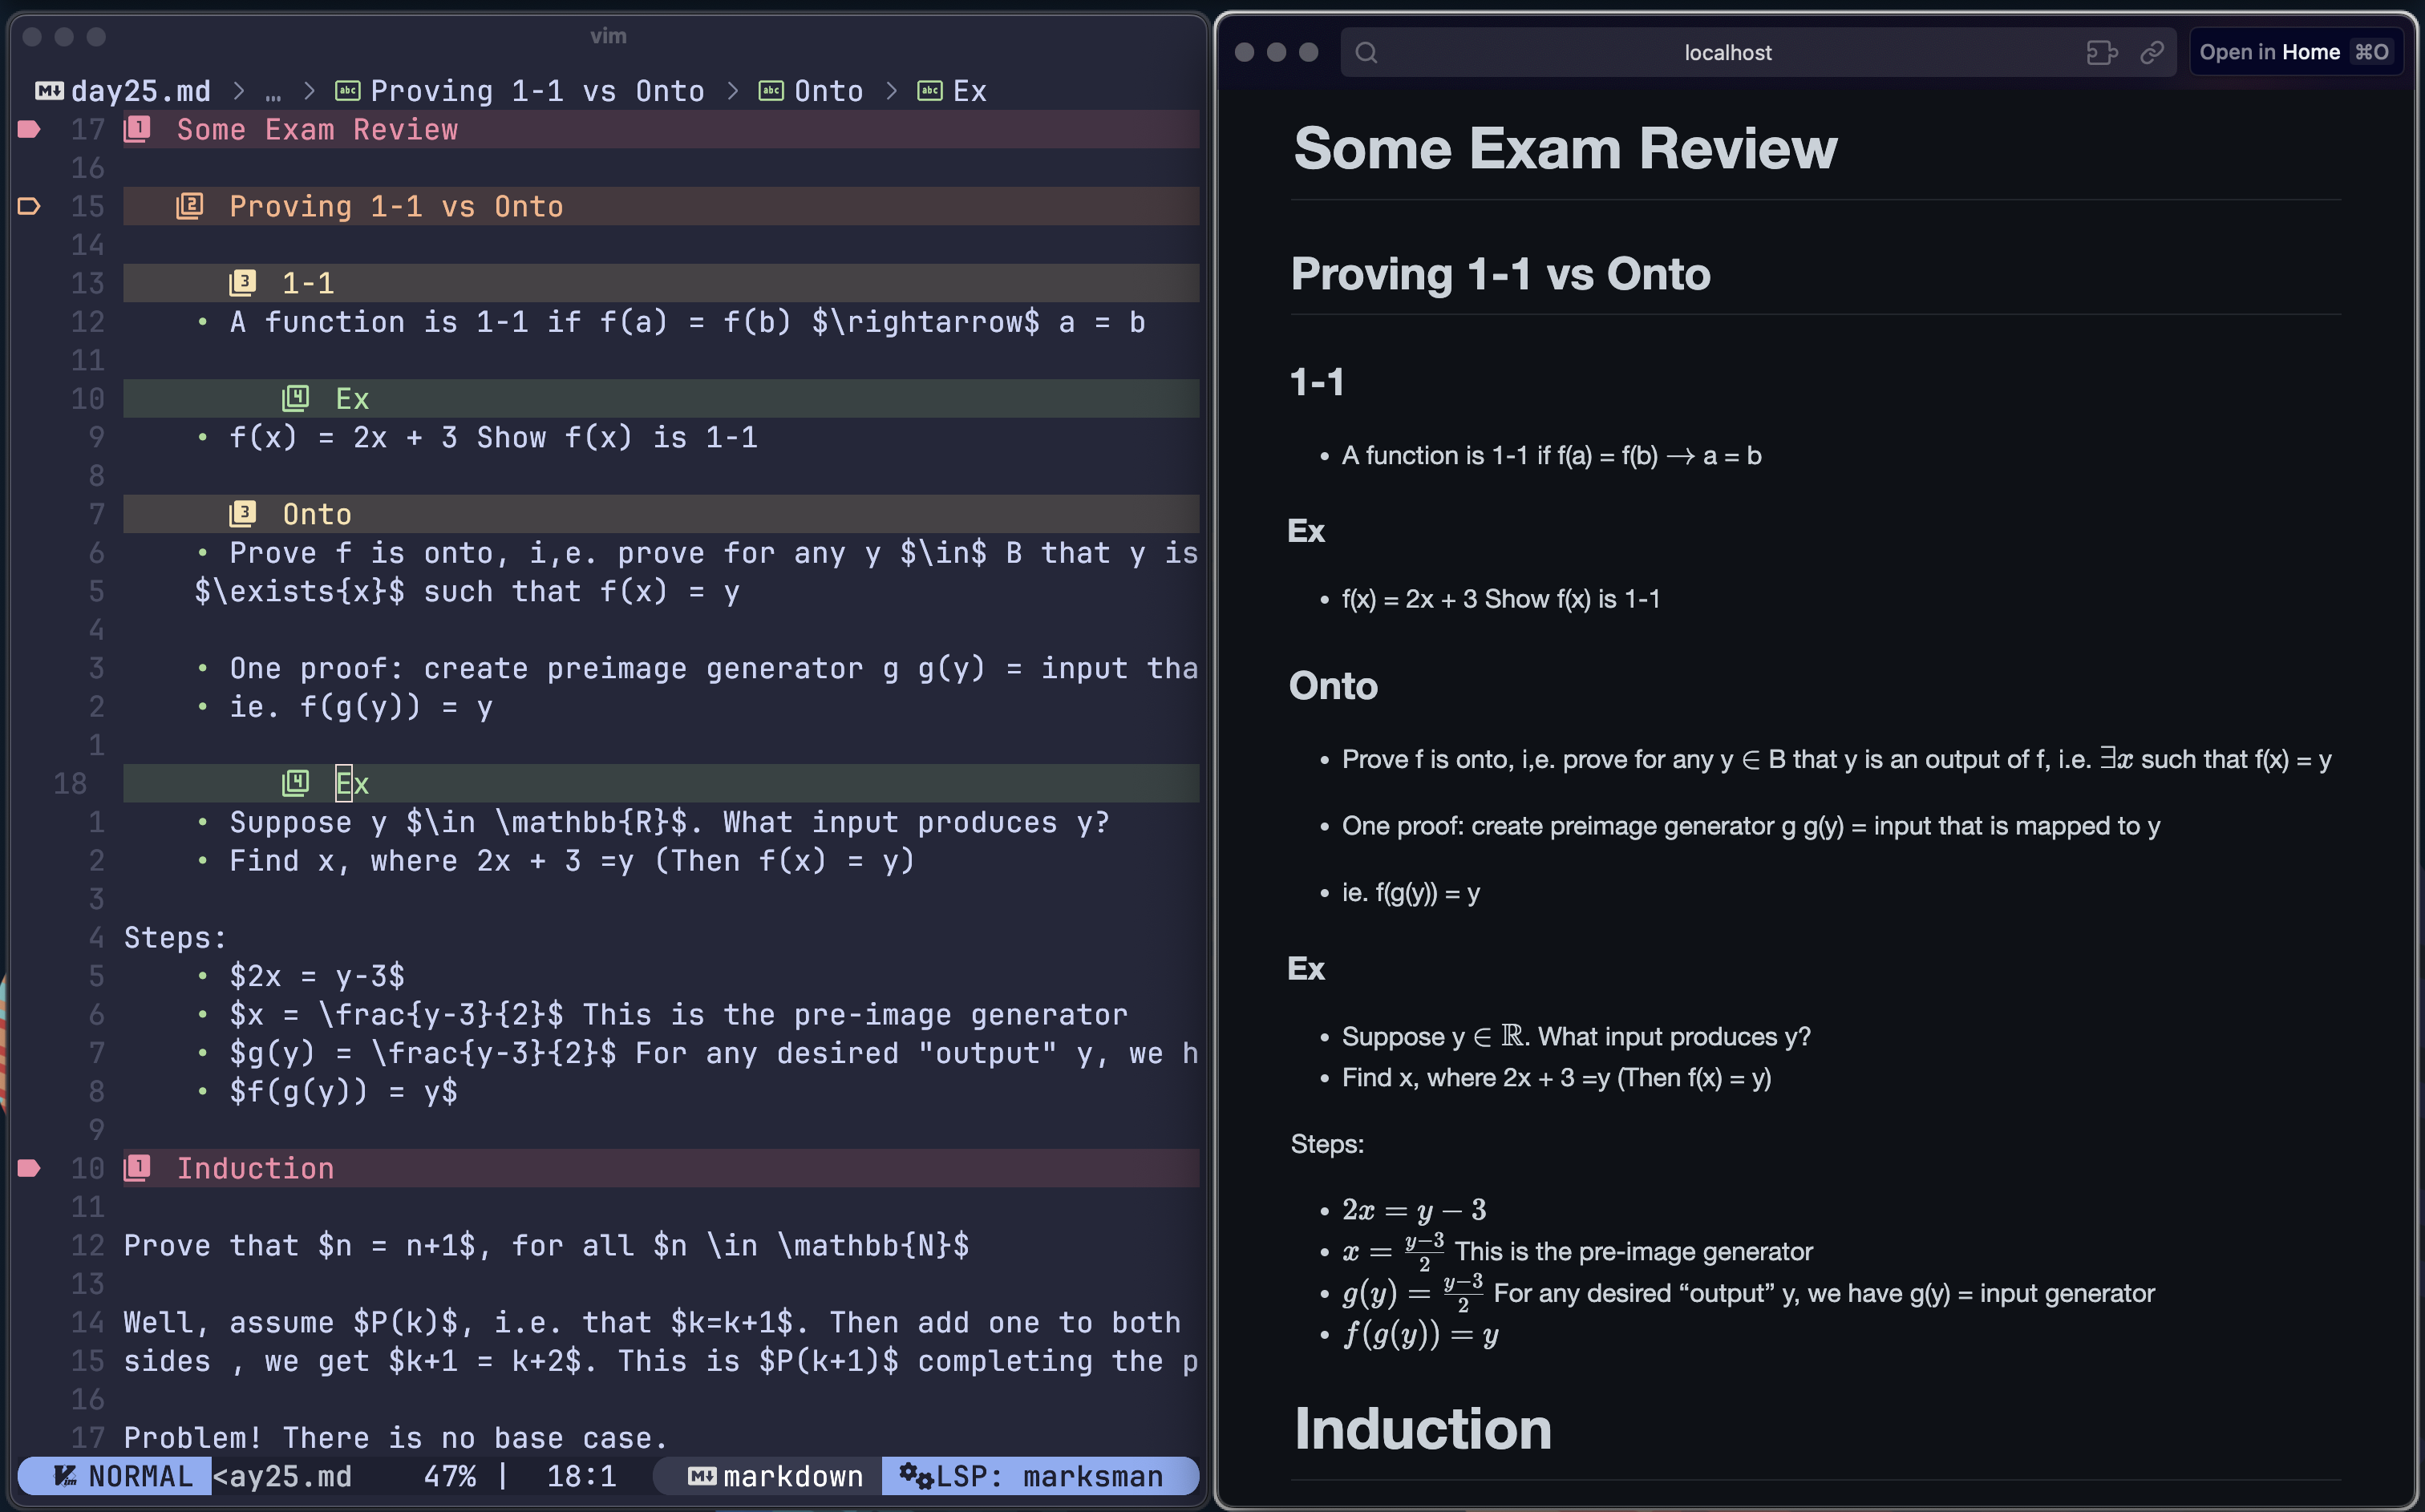 vim
day25.md > … > Proving 1-1 vs Onto > Onto > Ex
17 1 Some Exam Review
16
15 2 Proving 1-1 vs Onto
14
13 3 1-1
12 • A function is 1-1 if f(a) = f(b) $\rightarrow$ a = b
11
10 4 Ex
9 • f(x) = 2x + 3 Show f(x) is 1-1
8
7 3 Onto
6 • Prove f is onto, i,e. prove for any y $\in$ B that y is
5 $\exists{x}$ such that f(x) = y
4
3 • One proof: create preimage generator g g(y) = input tha
2 • ie. f(g(y)) = y
1
18 4 Ex
1 • Suppose y $\in \mathbb{R}$. What input produces y?
2 • Find x, where 2x + 3 =y (Then f(x) = y)
3
4 Steps:
5 • $2x = y-3$
6 • $x = \frac{y-3}{2}$ This is the pre-image generator
7 • $g(y) = \frac{y-3}{2}$ For any desired "output" y, we h
8 • $f(g(y)) = y$
9
10 1 Induction
11
12 Prove that $n = n+1$, for all $n \in \mathbb{N}$
13
14 Well, assume $P(k)$, i.e. that $k=k+1$. Then add one to both
15 sides , we get $k+1 = k+2$. This is $P(k+1)$ completing the p
16
17 Problem! There is no base case.
NORMAL <ay25.md 47% | 18:1 M↓ markdown LSP: marksman
localhost
Open in Home ⌘O
Some Exam Review
Proving 1-1 vs Onto
1-1
• A function is 1-1 if f(a) = f(b) → a = b
Ex
• f(x) = 2x + 3 Show f(x) is 1-1
Onto
• Prove f is onto, i,e. prove for any y ∈ B that y is an output of f, i.e. ∃x such that f(x) = y
• One proof: create preimage generator g g(y) = input that is mapped to y
• ie. f(g(y)) = y
Ex
• Suppose y ∈ ℝ. What input produces y?
• Find x, where 2x + 3 =y (Then f(x) = y)
Steps:
• 2x = y − 3
• x = y−3/2 This is the pre-image generator
• g(y) = y−3/2 For any desired “output” y, we have g(y) = input generator
• f(g(y)) = y
Induction